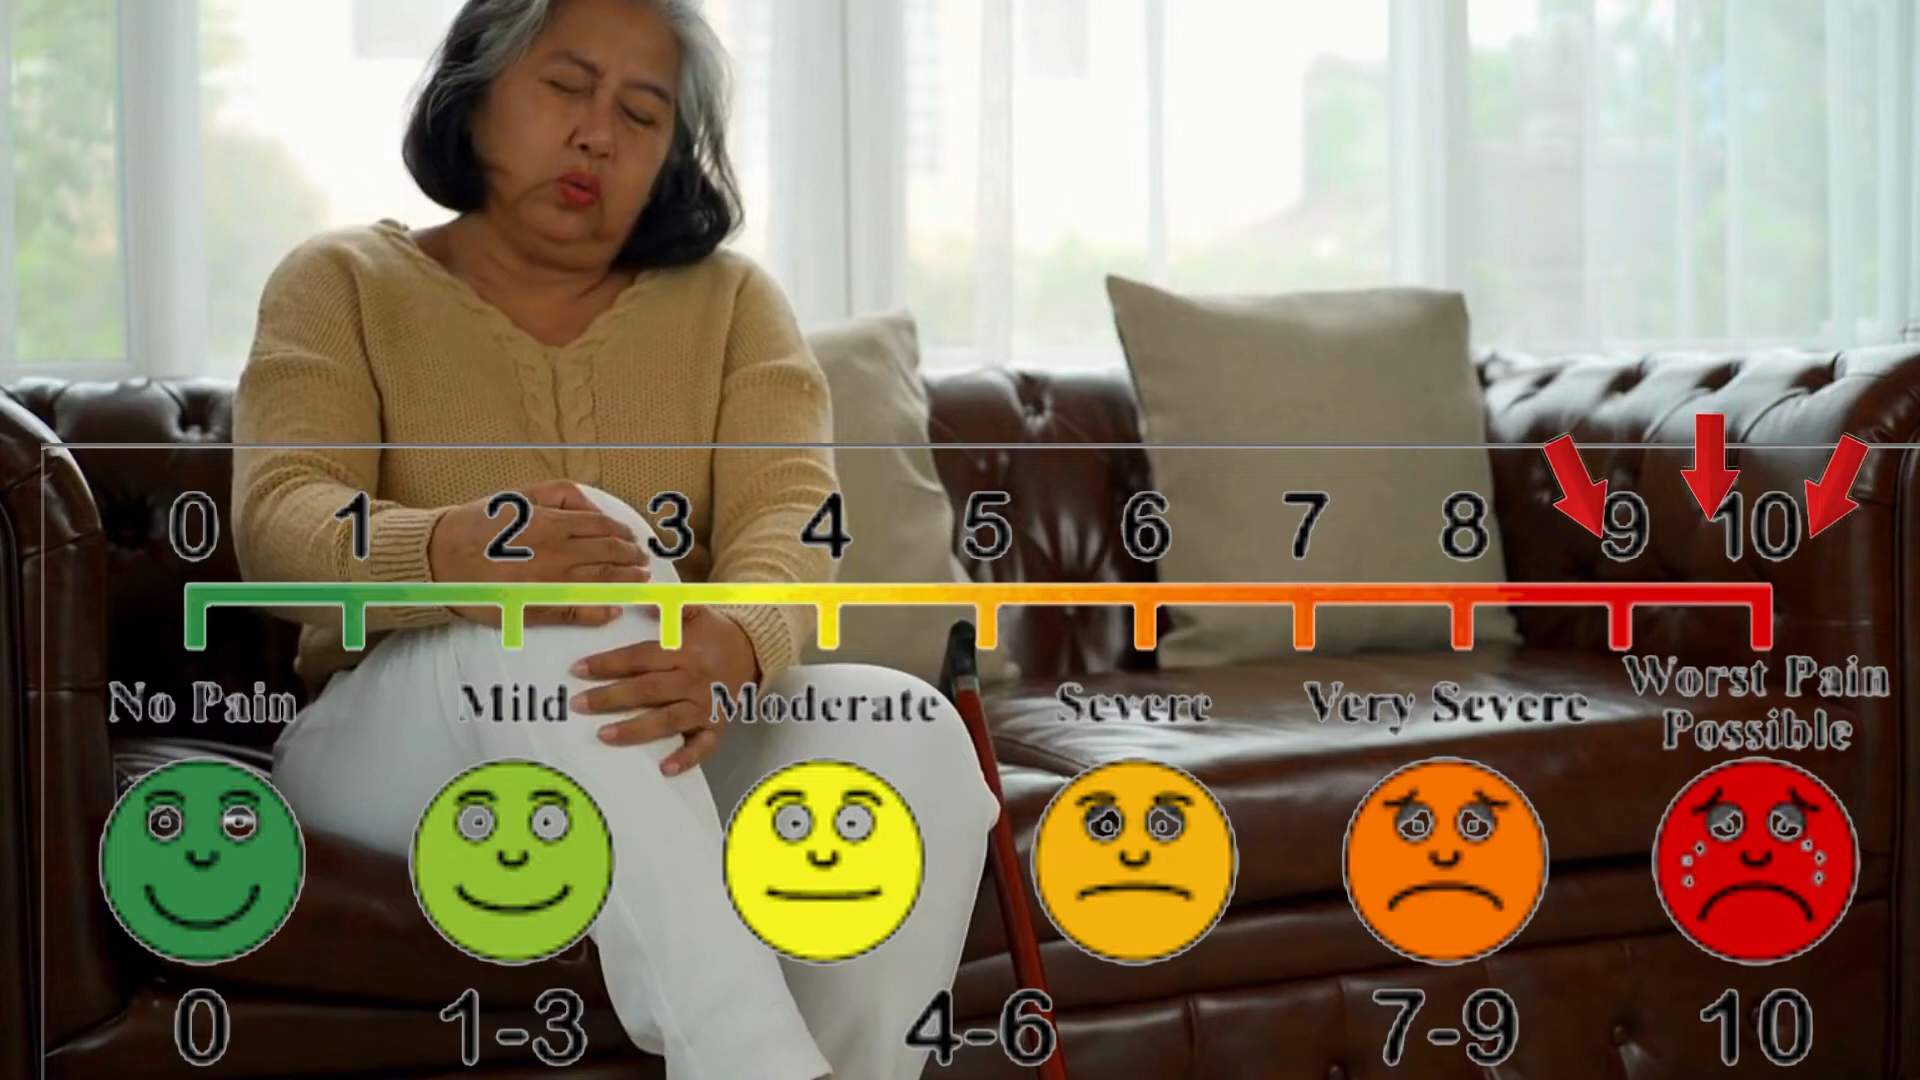 0 1 2 3 4 5 6 7 8 9 10
No Pain Mild Moderate Severe Very Severe Worst Pain
Possible
0 1-3 4-6 7-9 10